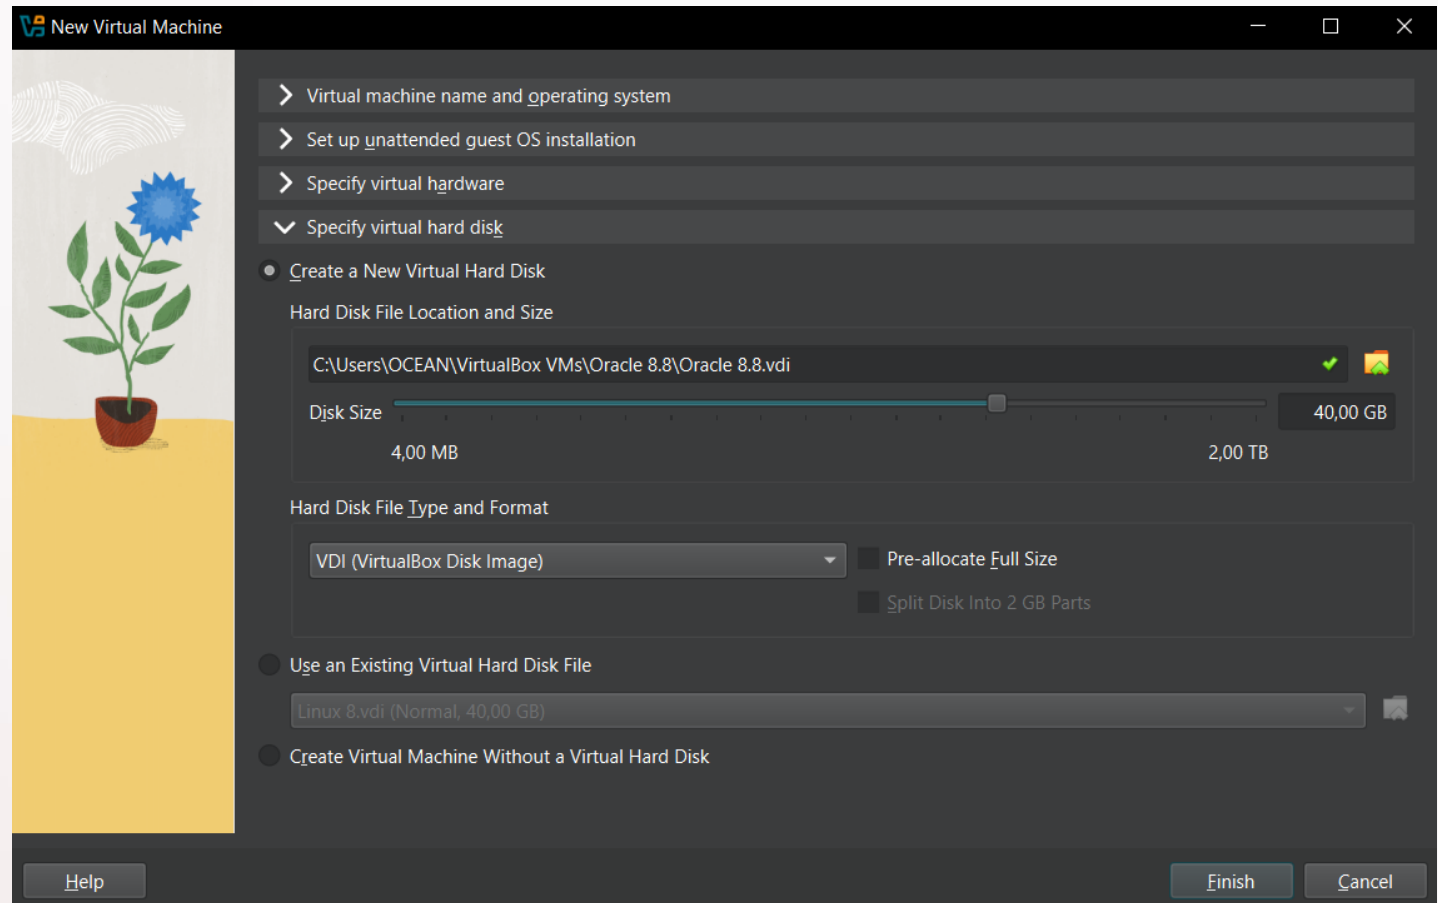 New Virtual Machine
Virtual machine name and operating system
Set up unattended guest OS installation
Specify virtual hardware
Specify virtual hard disk
Create a New Virtual Hard Disk
Hard Disk File Location and Size
C:\Users\OCEAN\VirtualBox VMs\Oracle 8.8\Oracle 8.8.vdi
Disk Size
40,00 GB
4,00 MB
2,00 TB
Hard Disk File Type and Format
VDI (VirtualBox Disk Image)
Pre-allocate Full Size
Split Disk Into 2 GB Parts
Use an Existing Virtual Hard Disk File
Linux 8.vdi (Normal, 40,00 GB)
Create Virtual Machine Without a Virtual Hard Disk
Help
Finish
Cancel